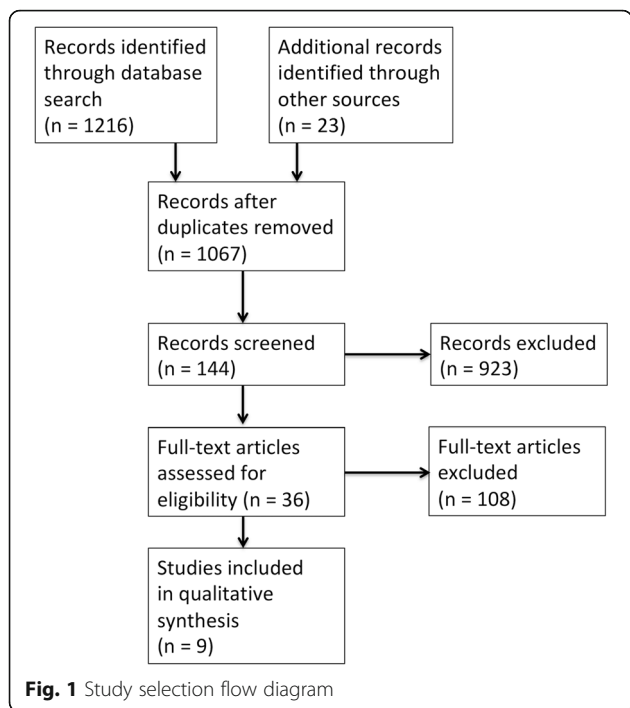 Records identified
through database
search
(n = 1216)
Additional records
identified through
other sources
(n = 23)
Records after
duplicates removed
(n = 1067)
Records screened
(n = 144)
Records excluded
(n = 923)
Full-text articles
assessed for
eligibility (n = 36)
Full-text articles
excluded
(n = 108)
Studies included
in qualitative
synthesis
(n = 9)
Fig. 1 Study selection flow diagram